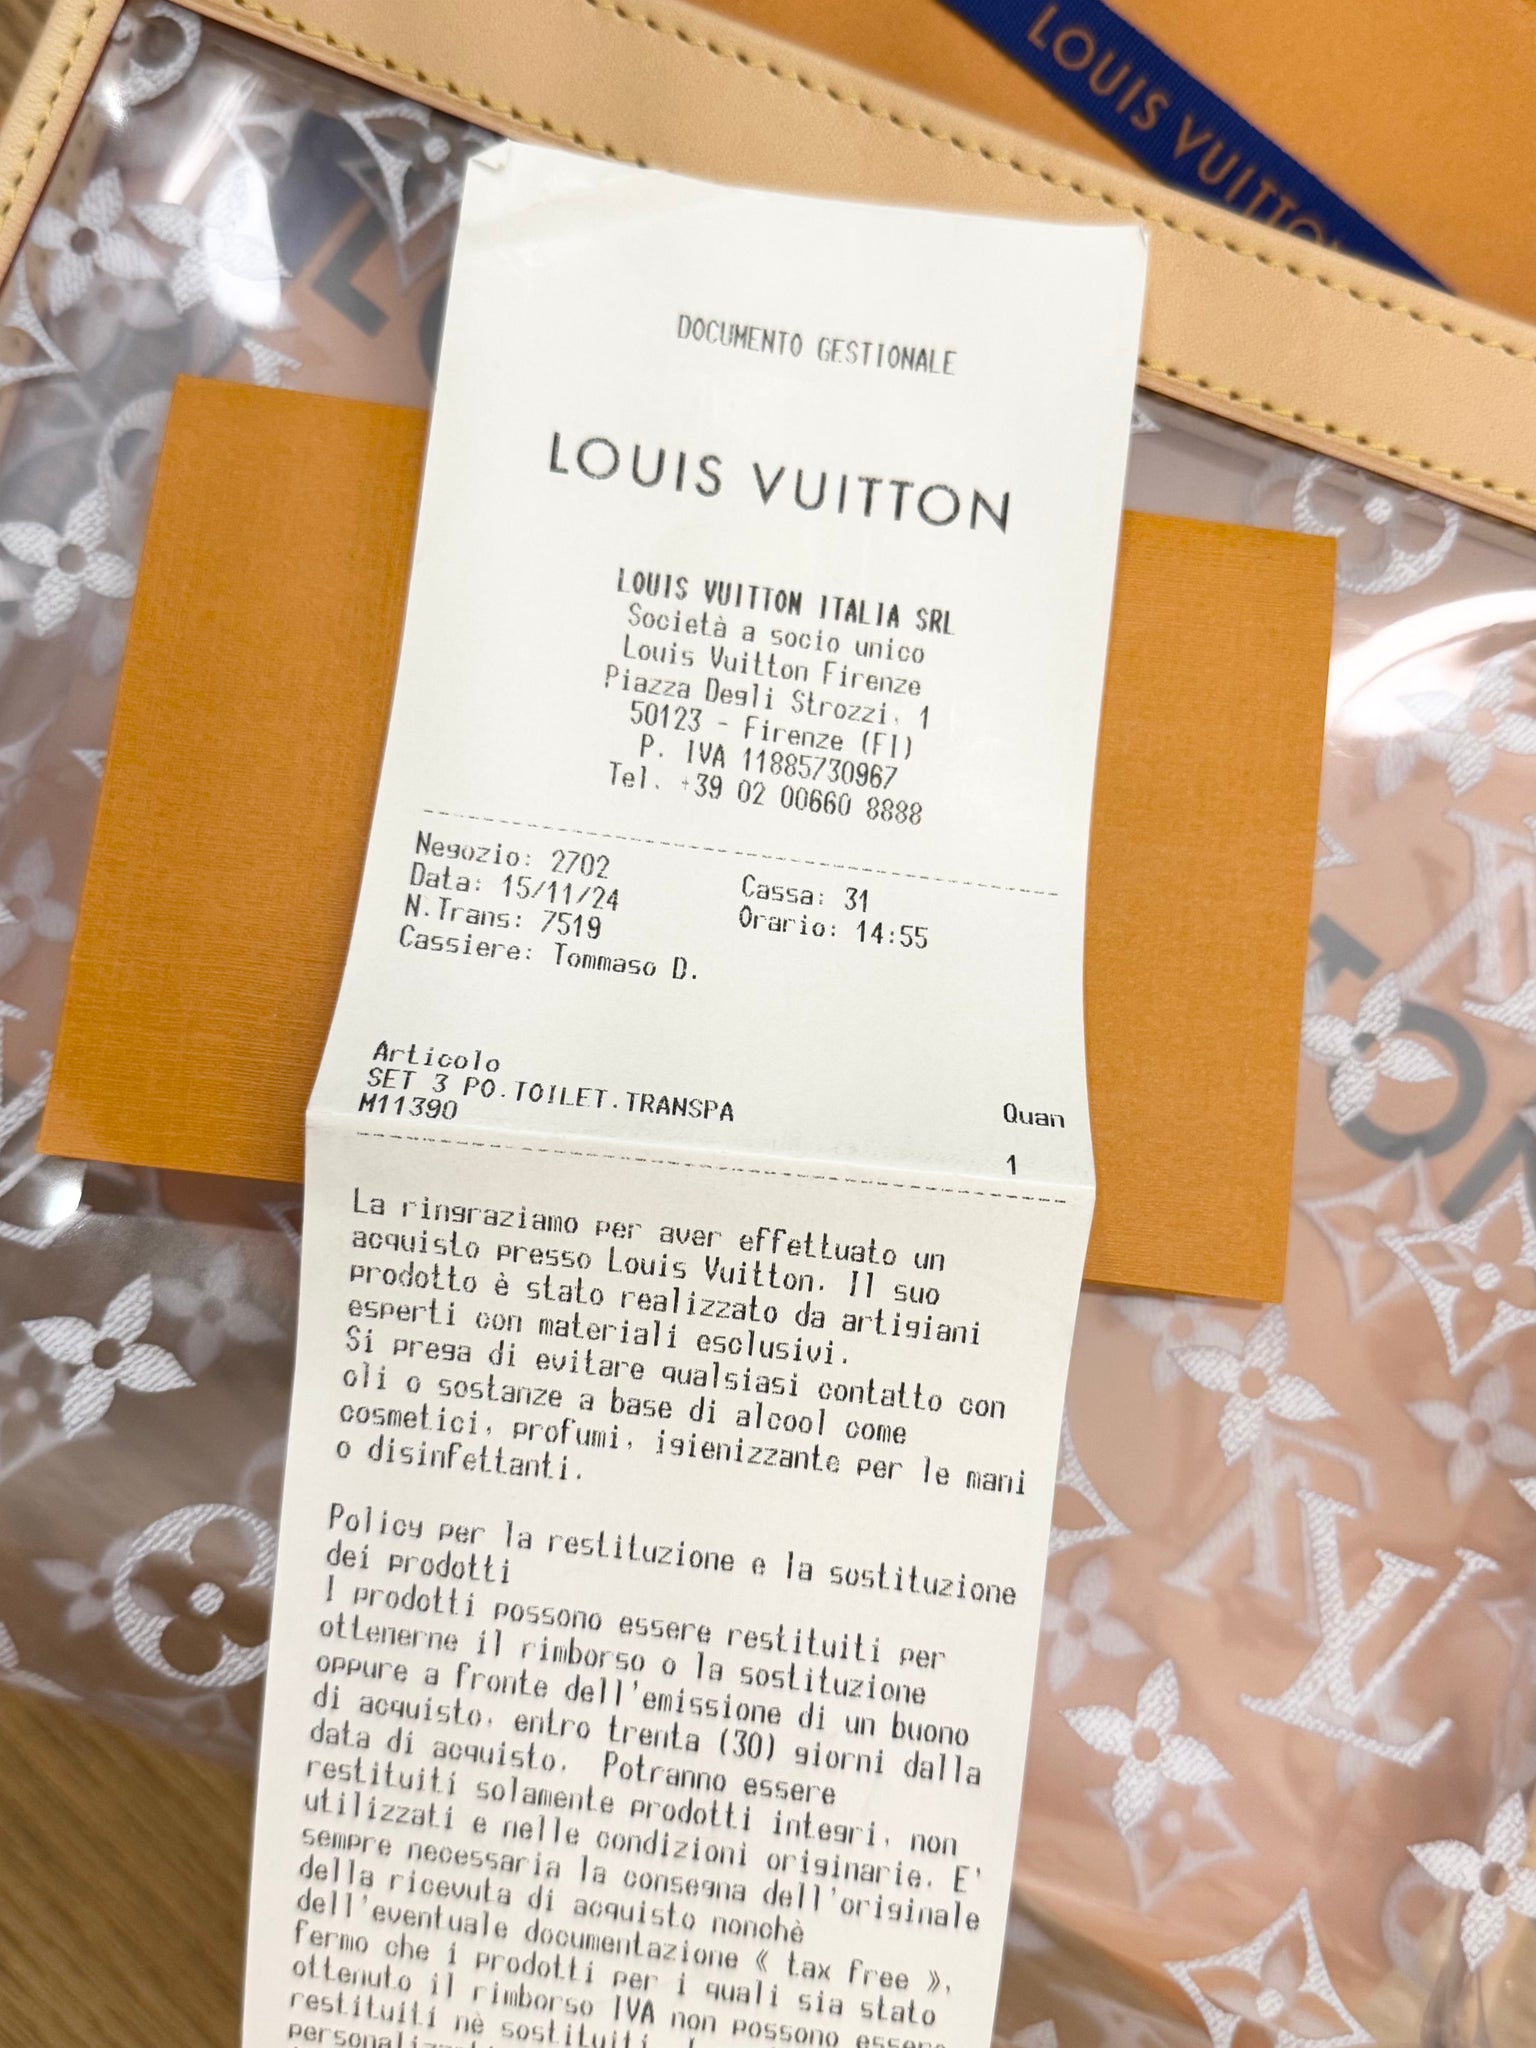 LOUIS VUITTON
DOCUMENTO GESTIONALE
LOUIS VUITTON
LOUIS VUITTON ITALIA SRL
Società a socio unico
Louis Vuitton Firenze
Piazza Degli Strozzi, 1
50123 - Firenze (FI)
P. IVA 11885730967
Tel. +39 02 00660 8888
Negozio: 2702
Data: 15/11/24 Cassa: 31
N.Trans: 7519 Orario: 14:55
Cassiere: Tommaso D.
Articolo Quan
SET 3 PO.TOILET.TRANSPA
M11390 1
La ringraziamo per aver effettuato un
acquisto presso Louis Vuitton. Il suo
prodotto è stato realizzato da artigiani
esperti con materiali esclusivi.
Si prega di evitare qualsiasi contatto con
oli o sostanze a base di alcool come
cosmetici, profumi, igienizzante per le mani
o disinfettanti.
Policy per la restituzione e la sostituzione
dei prodotti
I prodotti possono essere restituiti per
ottenerne il rimborso o la sostituzione
oppure a fronte dell'emissione di un buono
di acquisto, entro trenta (30) giorni dalla
data di acquisto. Potranno essere
restituiti solamente prodotti integri, non
utilizzati e nelle condizioni originarie. E'
sempre necessaria la consegna dell'originale
della ricevuta di acquisto nonchè
dell'eventuale documentazione « tax free »,
fermo che i prodotti per i quali sia stato
ottenuto il rimborso IVA non possono essere
restituiti nè sostituiti.